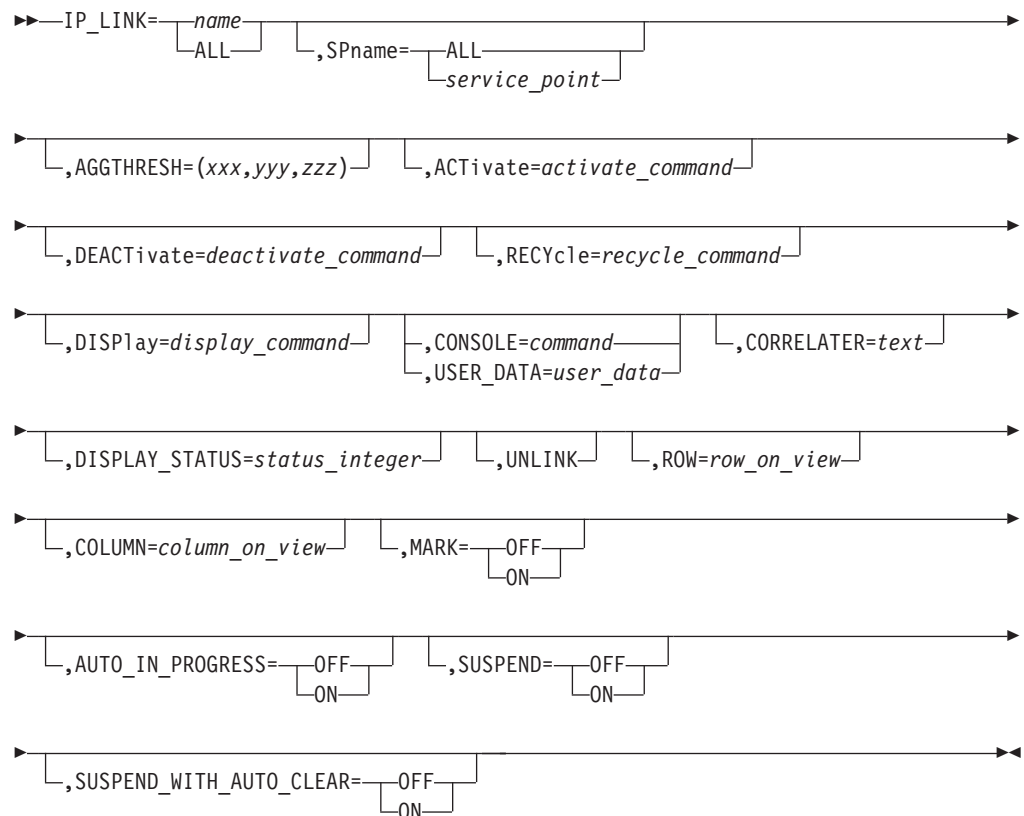 IP_LINK= name
ALL
,SPname= ALL
service_point
,AGGTHRESH=(xxx,yyy,zzz) ,ACTivate=activate_command
,DEACTivate=deactivate_command ,RECYcle=recycle_command
,DISPlay=display_command ,CONSOLE=command ,CORRELATER=text
,USER_DATA=user_data
,DISPLAY_STATUS=status_integer ,UNLINK ,ROW=row_on_view
,COLUMN=column_on_view ,MARK= OFF
ON
,AUTO_IN_PROGRESS= OFF
ON
,SUSPEND= OFF
ON
,SUSPEND_WITH_AUTO_CLEAR= OFF
ON